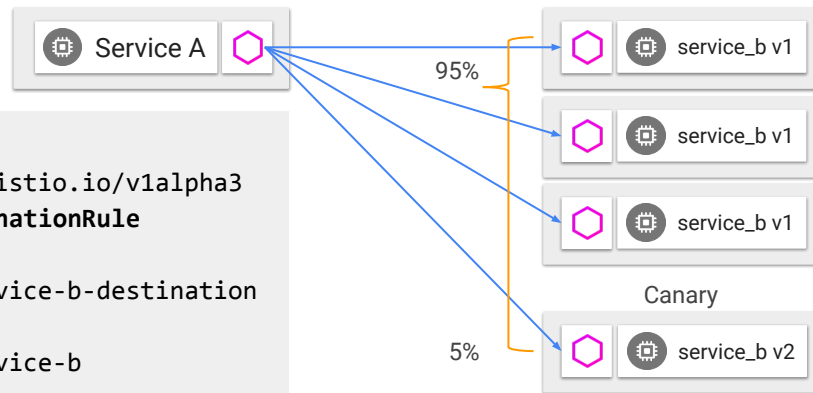 Service A
95%
service_b v1
service_b v1
service_b v1
Canary
5%
service_b v2
istio.io/v1alpha3
nationRule
vice-b-destination
vice-b